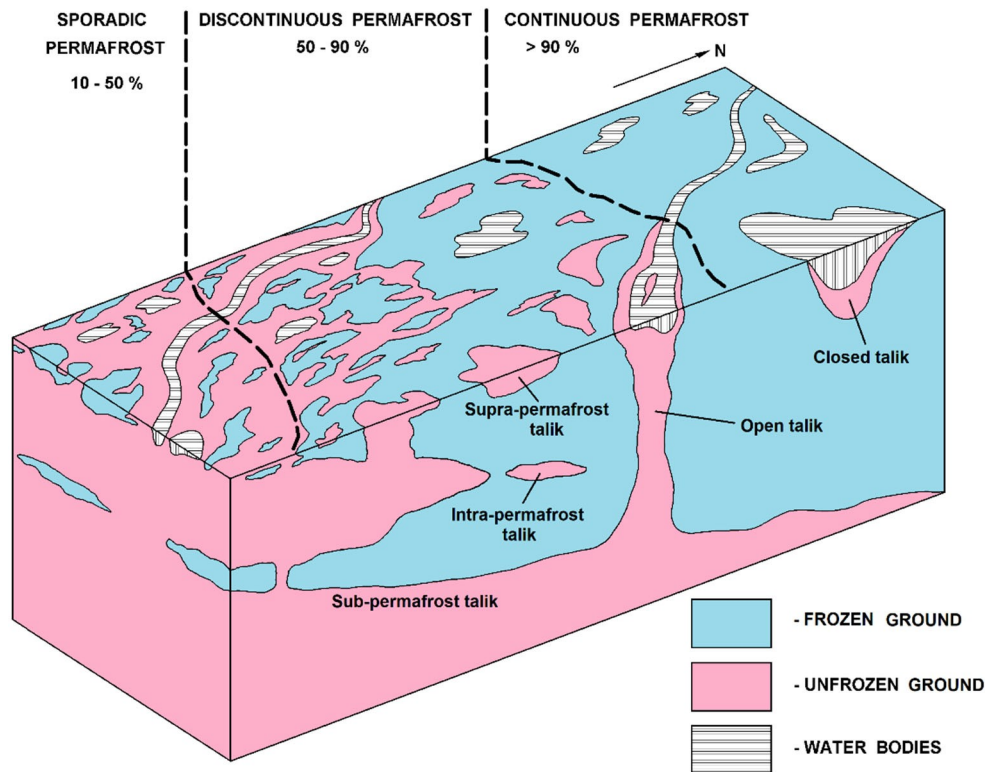 SPORADIC
PERMAFROST
10 - 50 %
DISCONTINUOUS PERMAFROST
50 - 90 %
CONTINUOUS PERMAFROST
> 90 %
N
Closed talik
Supra-permafrost
talik
Open talik
Intra-permafrost
talik
Sub-permafrost talik
- FROZEN GROUND
- UNFROZEN GROUND
- WATER BODIES